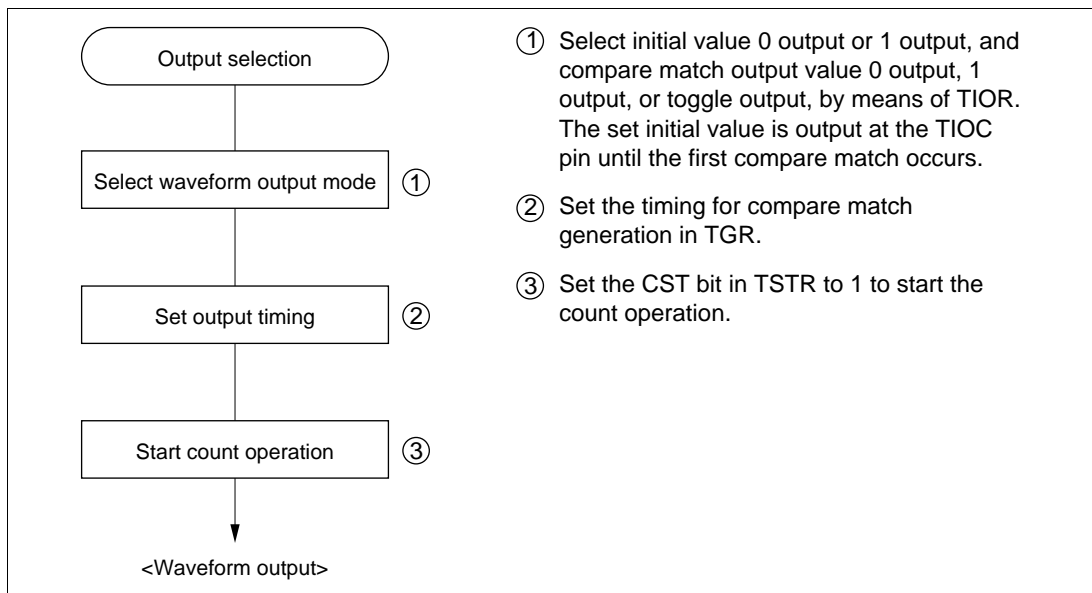 Output selection
Select waveform output mode ①
Set output timing ②
Start count operation ③
<Waveform output>
① Select initial value 0 output or 1 output, and
compare match output value 0 output, 1
output, or toggle output, by means of TIOR.
The set initial value is output at the TIOC
pin until the first compare match occurs.
② Set the timing for compare match
generation in TGR.
③ Set the CST bit in TSTR to 1 to start the
count operation.